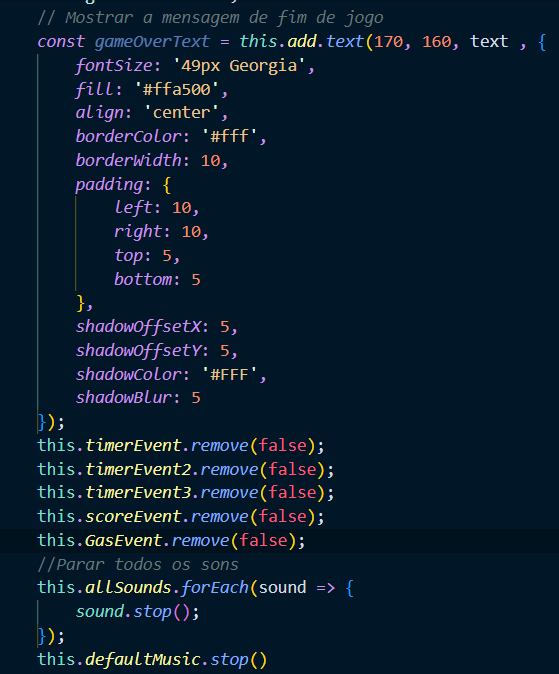 // Mostrar a mensagem de fim de jogo
const gameOverText = this.add.text(170, 160, text , {
fontSize: '49px Georgia',
fill: '#ffa500',
align: 'center',
borderColor: '#fff',
borderWidth: 10,
padding: {
left: 10,
right: 10,
top: 5,
bottom: 5
},
shadowOffsetX: 5,
shadowOffsetY: 5,
shadowColor: '#FFF',
shadowBlur: 5
});
this.timerEvent.remove(false);
this.timerEvent2.remove(false);
this.timerEvent3.remove(false);
this.scoreEvent.remove(false);
this.GasEvent.remove(false);
//Parar todos os sons
this.allSounds.forEach(sound => {
sound.stop();
});
this.defaultMusic.stop()